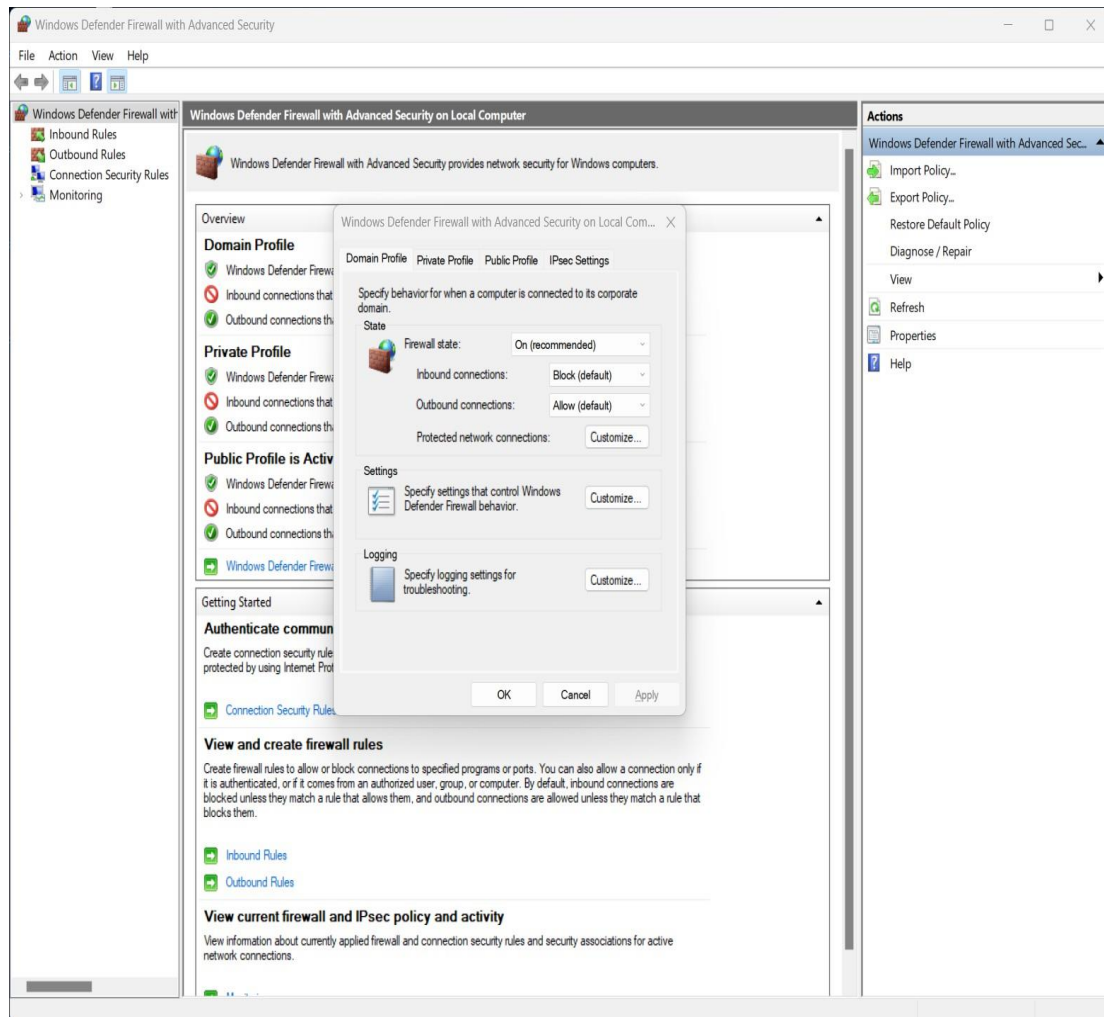 Windows Defender Firewall with Advanced Security
File Action View Help
Windows Defender Firewall with
Inbound Rules
Outbound Rules
Connection Security Rules
Monitoring
Windows Defender Firewall with Advanced Security on Local Computer
Windows Defender Firewall with Advanced Security provides network security for Windows computers.
Overview
Domain Profile
Windows Defender Firewa
Inbound connections that
Outbound connections th
Private Profile
Windows Defender Firewa
Inbound connections that
Outbound connections th
Public Profile is Activ
Windows Defender Firewa
Inbound connections that
Outbound connections th
Windows Defender Firewa
Getting Started
Authenticate commun
Create connection security rule
protected by using Internet Prot
Connection Security Rules
View and create firewall rules
Create firewall rules to allow or block connections to specified programs or ports. You can also allow a connection only if
it is authenticated, or if it comes from an authorized user, group, or computer. By default, inbound connections are
blocked unless they match a rule that allows them, and outbound connections are allowed unless they match a rule that
blocks them.
Inbound Rules
Outbound Rules
View current firewall and IPsec policy and activity
View information about currently applied firewall and connection security rules and security associations for active
network connections.
Windows Defender Firewall with Advanced Security on Local Com...
Domain Profile Private Profile Public Profile IPsec Settings
Specify behavior for when a computer is connected to its corporate
domain.
State
Firewall state: On (recommended)
Inbound connections: Block (default)
Outbound connections: Allow (default)
Protected network connections: Customize...
Settings
Specify settings that control Windows
Defender Firewall behavior.
Customize...
Logging
Specify logging settings for
troubleshooting.
Customize...
OK Cancel Apply
Actions
Windows Defender Firewall with Advanced Sec...
Import Policy...
Export Policy...
Restore Default Policy
Diagnose / Repair
View
Refresh
Properties
Help